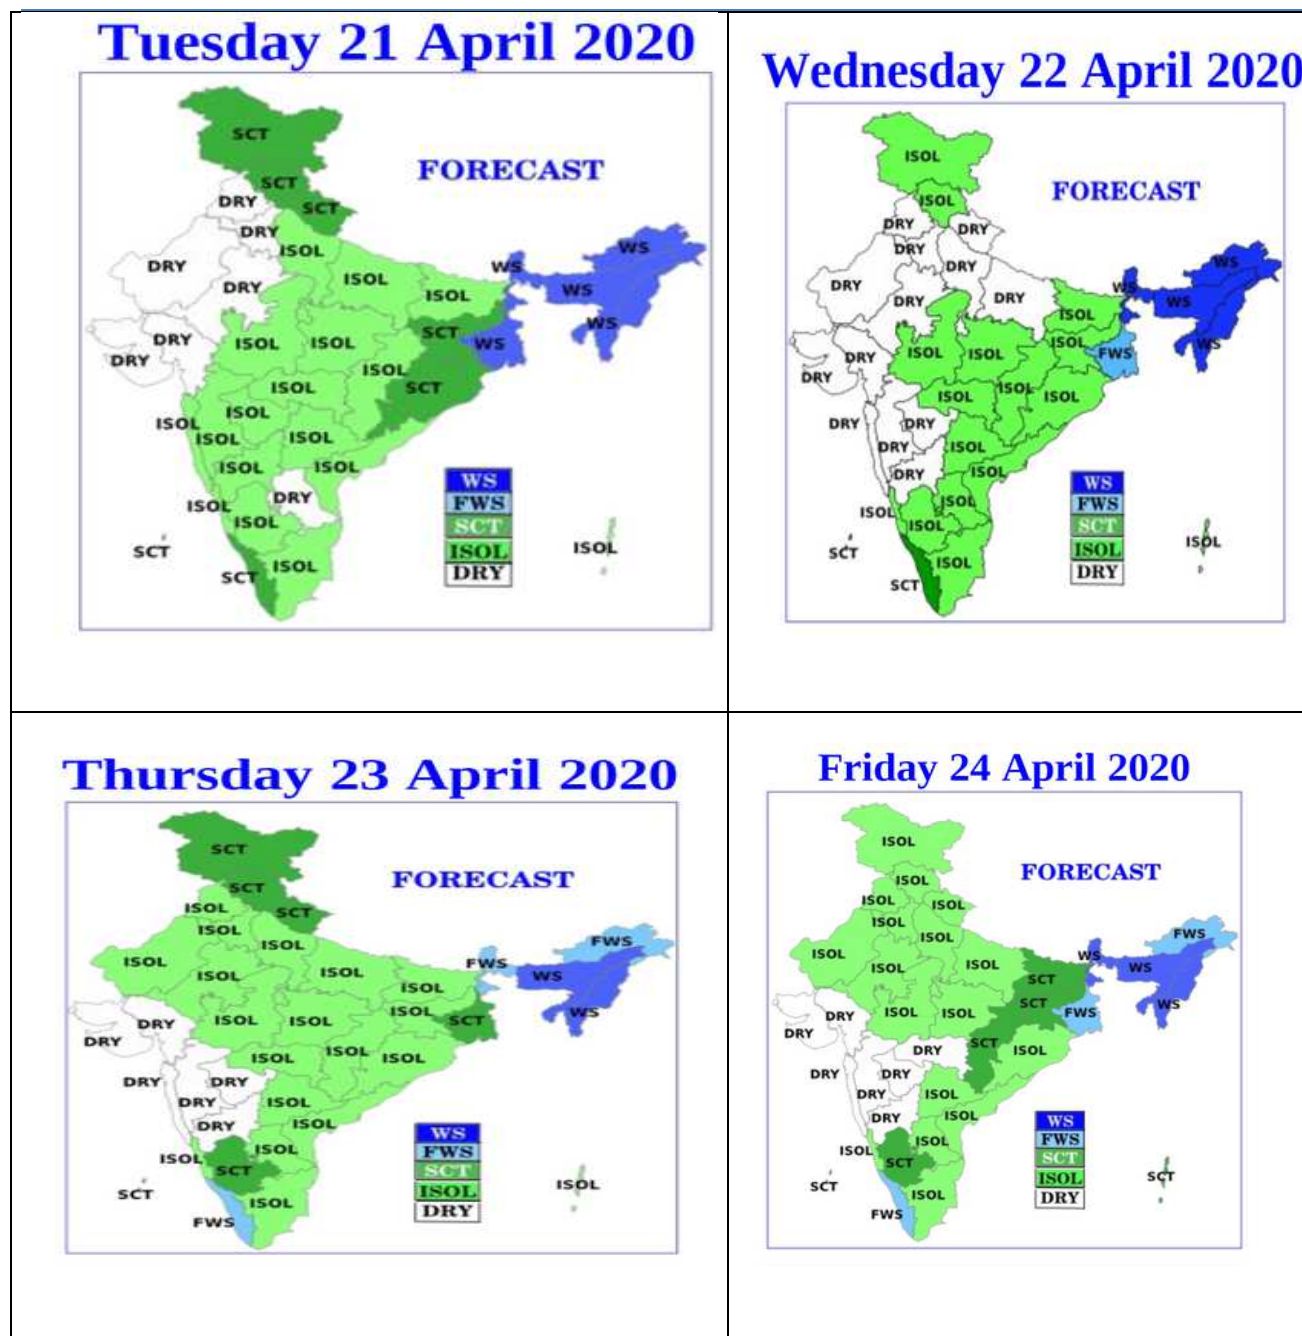 Tuesday 21 April 2020
FORECAST
SCT
SCT
SCT
DRY
DRY
ISOL
WS
WS
DRY
DRY
ISOL
ISOL
WS
WS
SCT
WS
DRY
DRY
ISOL
ISOL
ISOL
SCT
ISOL
ISOL
ISOL
ISOL
ISOL
ISOL
ISOL
DRY
ISOL
ISOL
SCT
SCT
ISOL
ISOL
WS
FWS
SCT
ISOL
DRY
Wednesday 22 April 2020
FORECAST
ISOL
ISOL
DRY
DRY
DRY
DRY
WS
WS
WS
DRY
DRY
DRY
ISOL
ISOL
FWS
WS
DRY
DRY
ISOL
ISOL
ISOL
ISOL
ISOL
DRY
DRY
DRY
ISOL
DRY
ISOL
ISOL
ISOL
ISOL
SCT
SCT
ISOL
ISOL
WS
FWS
SCT
ISOL
DRY
Thursday 23 April 2020
FORECAST
SCT
SCT
SCT
ISOL
ISOL
ISOL
FWS
FWS
WS
ISOL
ISOL
ISOL
ISOL
ISOL
SCT
WS
DRY
DRY
ISOL
ISOL
ISOL
ISOL
ISOL
DRY
DRY
DRY
ISOL
DRY
ISOL
ISOL
ISOL
SCT
SCT
ISOL
FWS
ISOL
WS
FWS
SCT
ISOL
DRY
Friday 24 April 2020
FORECAST
ISOL
ISOL
ISOL
ISOL
ISOL
ISOL
FWS
WS
WS
ISOL
ISOL
ISOL
SCT
SCT
FWS
WS
DRY
DRY
ISOL
ISOL
SCT
ISOL
DRY
DRY
DRY
DRY
ISOL
DRY
ISOL
ISOL
ISOL
SCT
SCT
ISOL
FWS
SCT
WS
FWS
SCT
ISOL
DRY